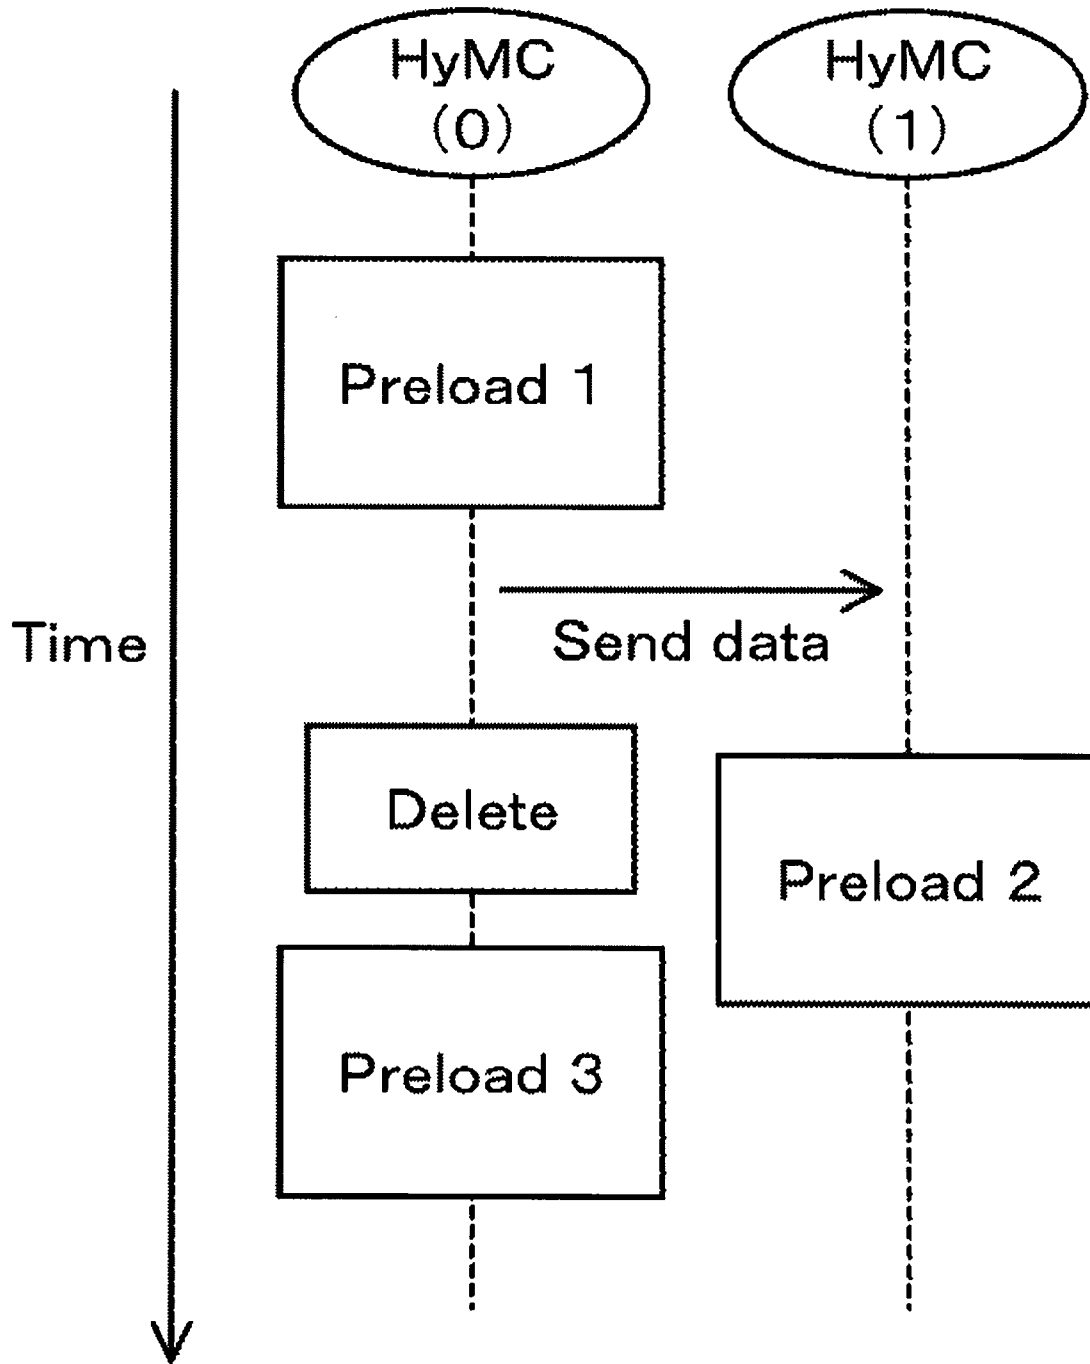 HyMC
(0)
HyMC
(1)
Preload 1
Time
Send data
Delete
Preload 2
Preload 3